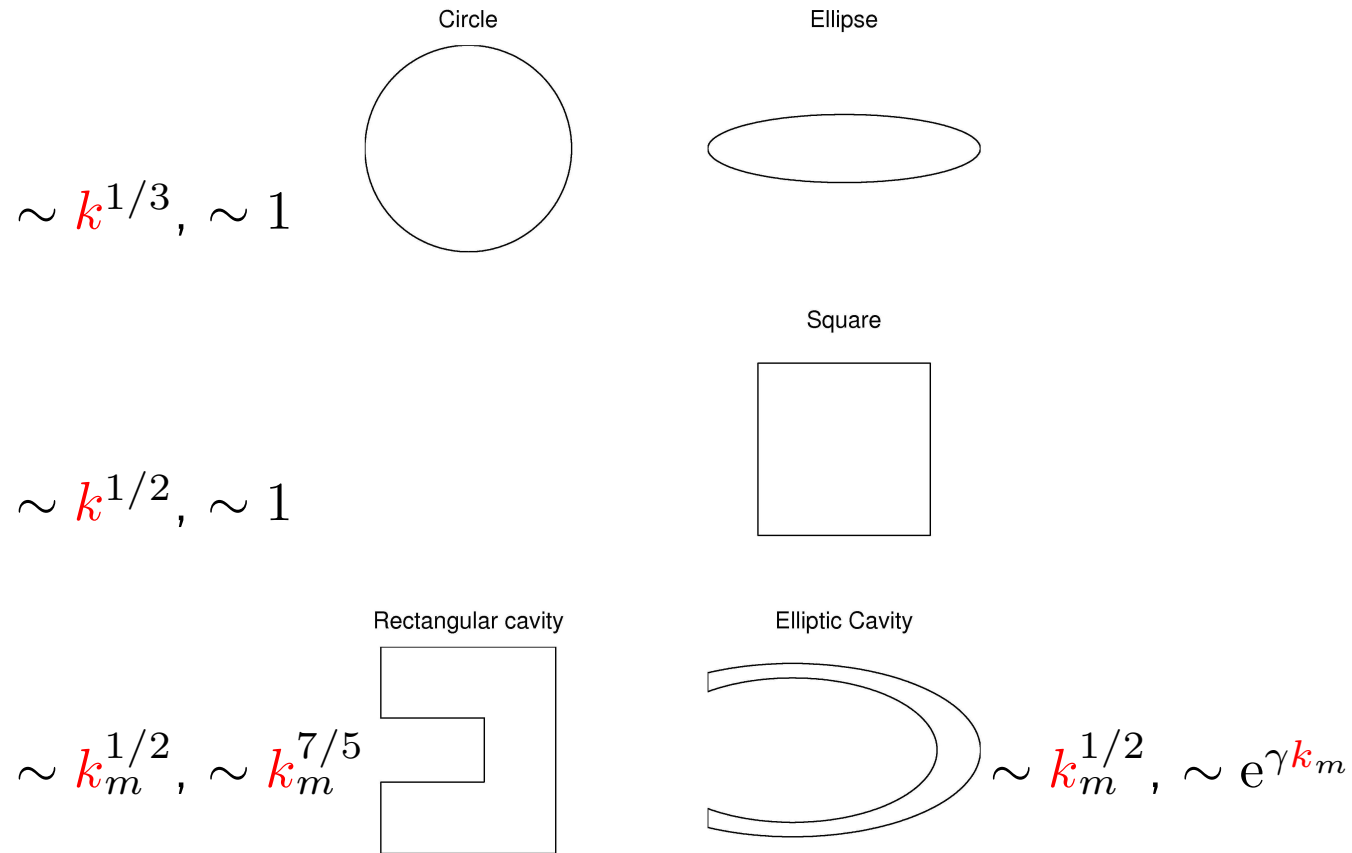 Circle
Ellipse
∼ k^{1/3}, ∼ 1
Square
∼ k^{1/2}, ∼ 1
Rectangular cavity
Elliptic Cavity
∼ k_m^{1/2}, ∼ k_m^{7/5}
∼ k_m^{1/2}, ∼ e^{γk_m}